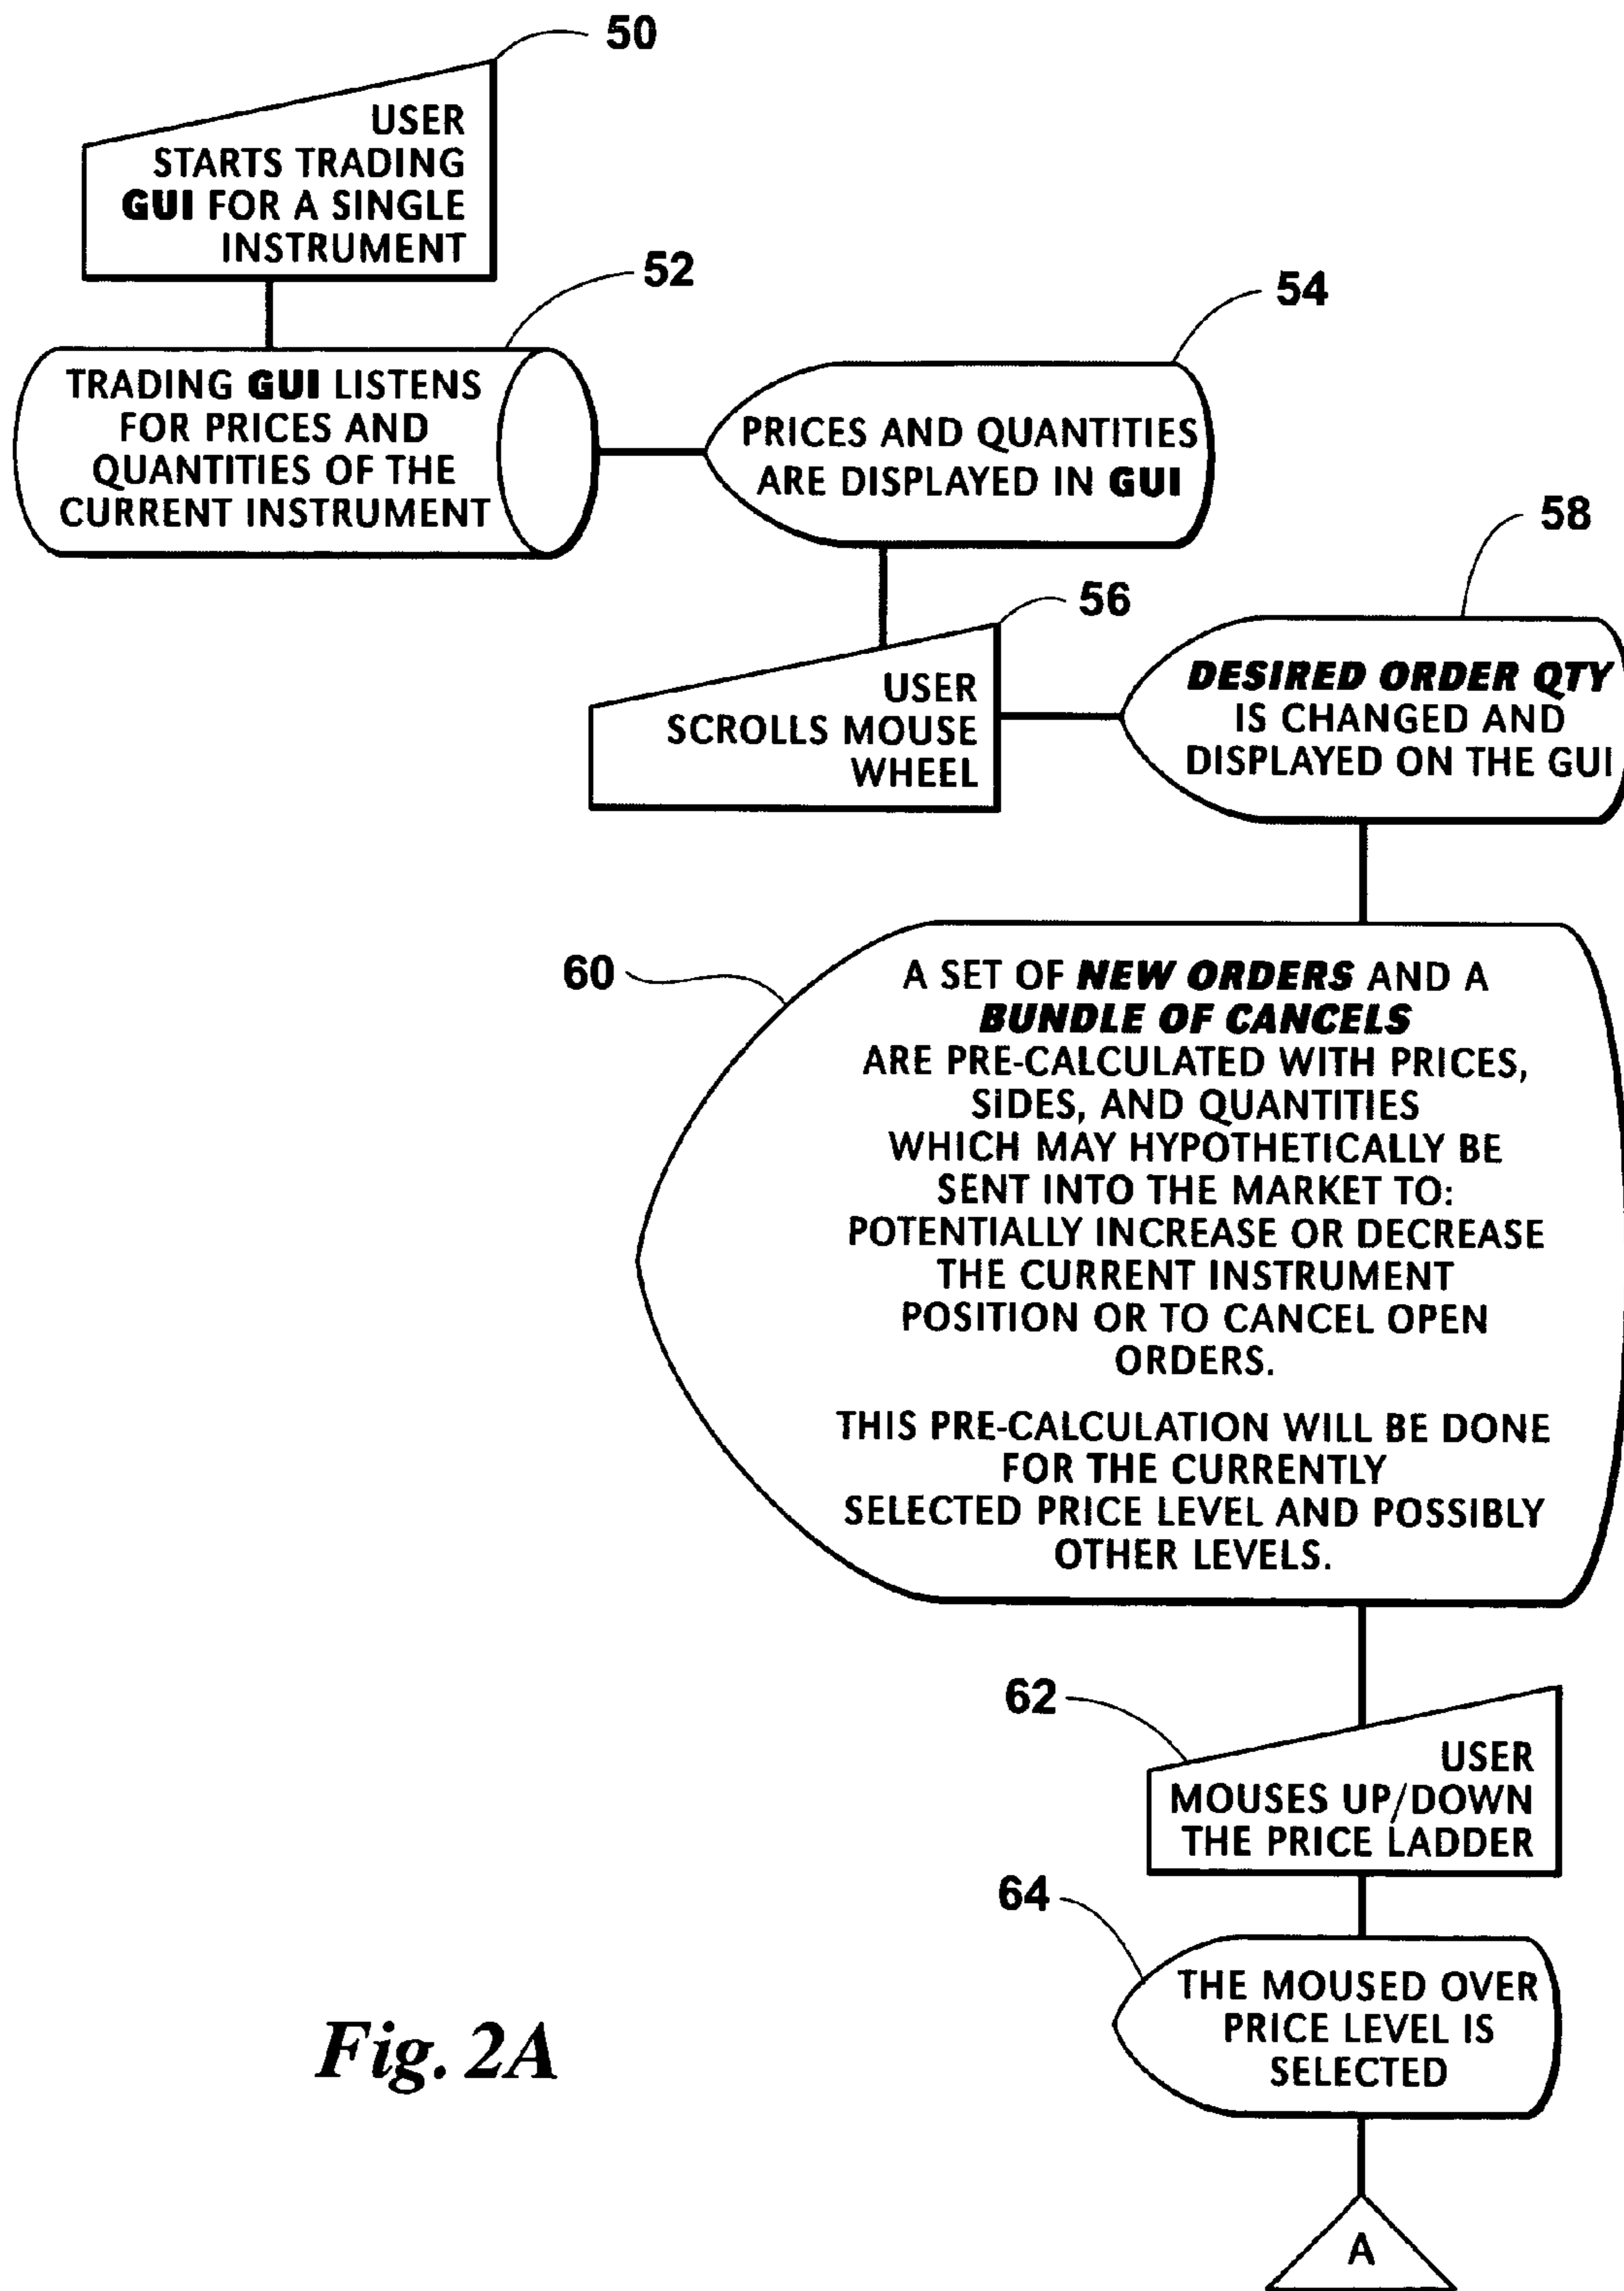 50
USER
STARTS TRADING
GUI FOR A SINGLE
INSTRUMENT
52
TRADING GUI LISTENS
FOR PRICES AND
QUANTITIES OF THE
CURRENT INSTRUMENT
54
PRICES AND QUANTITIES
ARE DISPLAYED IN GUI
56
USER
SCROLLS MOUSE
WHEEL
58
DESIRED ORDER QTY
IS CHANGED AND
DISPLAYED ON THE GUI
60
A SET OF NEW ORDERS AND A
BUNDLE OF CANCELS
ARE PRE-CALCULATED WITH PRICES,
SIDES, AND QUANTITIES
WHICH MAY HYPOTHETICALLY BE
SENT INTO THE MARKET TO:
POTENTIALLY INCREASE OR DECREASE
THE CURRENT INSTRUMENT
POSITION OR TO CANCEL OPEN
ORDERS.
THIS PRE-CALCULATION WILL BE DONE
FOR THE CURRENTLY
SELECTED PRICE LEVEL AND POSSIBLY
OTHER LEVELS.
62
USER
MOUSES UP/DOWN
THE PRICE LADDER
64
THE MOUSED OVER
PRICE LEVEL IS
SELECTED
Fig. 2A
A